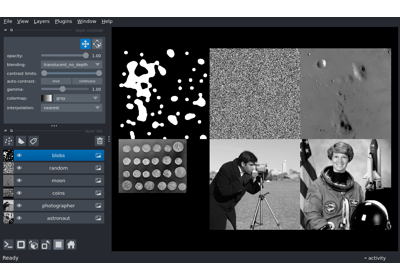 File View Layers Plugins Window Help
opacity: 1.00
blending: translucent_no_depth
contrast limits:
auto-contrast: once continuous
gamma: 1.00
colormap: gray
interpolation: nearest
blobs
random
moon
coins
photographer
astronaut
Ready activity